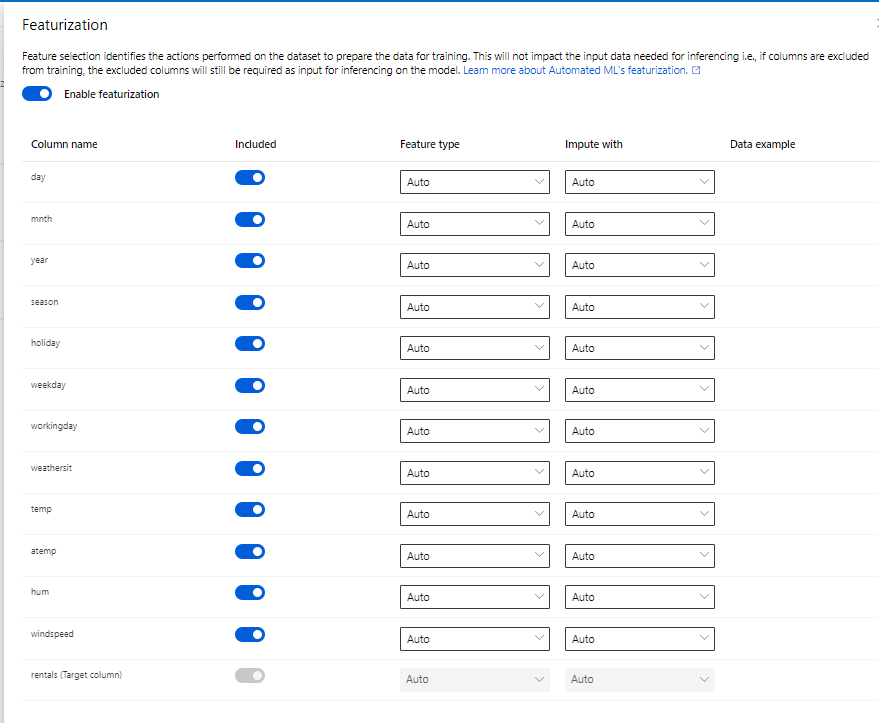 Featurization
Feature selection identifies the actions performed on the dataset to prepare the data for training. This will not impact the input data needed for inferencing i.e., if columns are excluded
from training, the excluded columns will still be required as input for inferencing on the model. Learn more about Automated ML's featurization.
Enable featurization
Column name Included Feature type Impute with Data example
day Auto Auto
mnth Auto Auto
year Auto Auto
season Auto Auto
holiday Auto Auto
weekday Auto Auto
workingday Auto Auto
weathersit Auto Auto
temp Auto Auto
atemp Auto Auto
hum Auto Auto
windspeed Auto Auto
rentals (Target column) Auto Auto